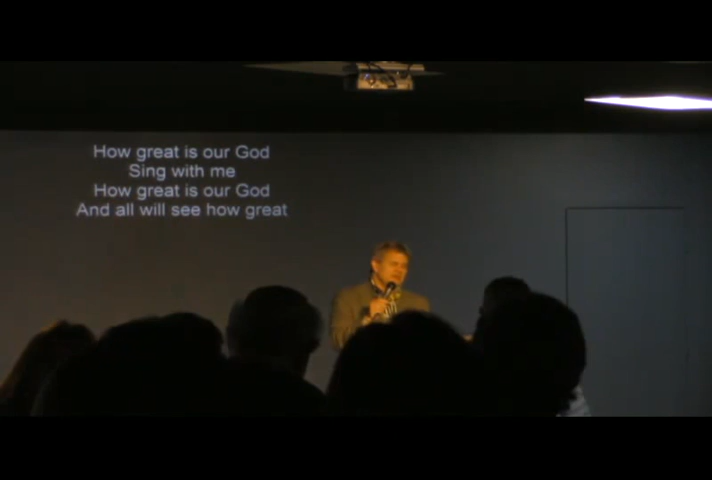 How great is our God
Sing with me
How great is our God
And all will see how great